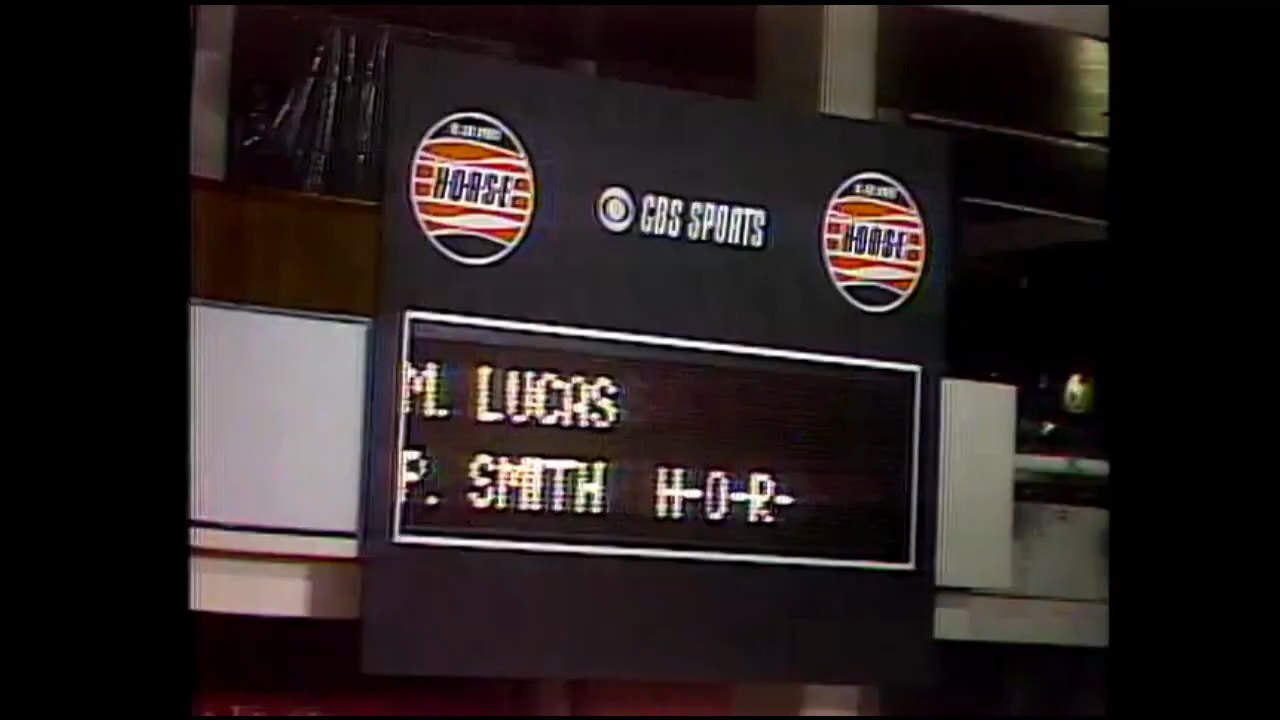 HORSE
CBS SPORTS
HORSE
M. LUCAS
P. SMITH H-O-R-